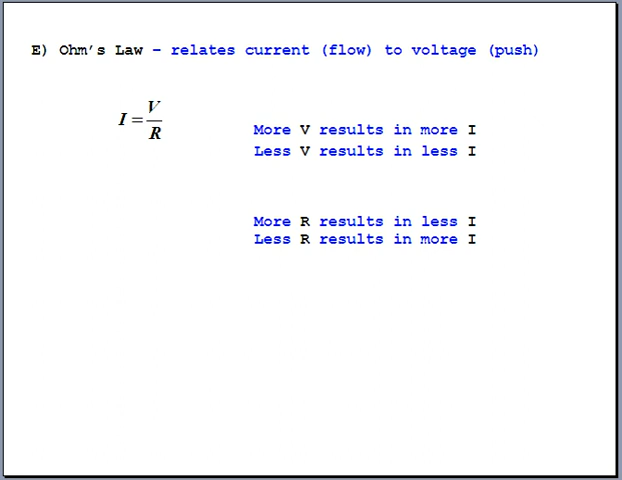 E) Ohm's Law – relates current (flow) to voltage (push)
I = V/R
More V results in more I
Less V results in less I
More R results in less I
Less R results in more I